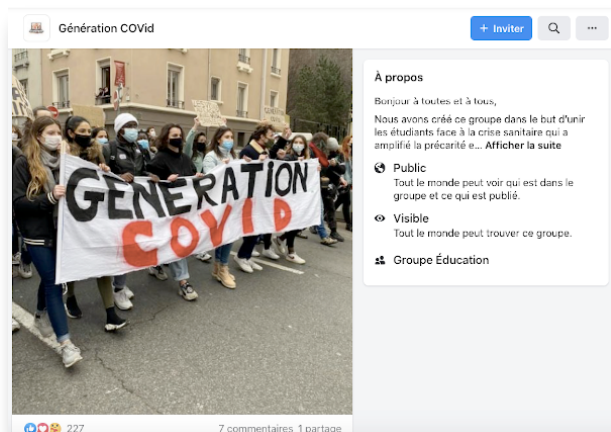 Génération COVid
+ Inviter
GÉNÉRATION
COVID
À propos
Bonjour à toutes et à tous,
Nous avons créé ce groupe dans le but d'unir
les étudiants face à la crise sanitaire qui a
amplifié la précarité e... Afficher la suite
Public
Tout le monde peut voir qui est dans le
groupe et ce qui est publié.
Visible
Tout le monde peut trouver ce groupe.
Groupe Éducation
227
7 commentaires 1 partage